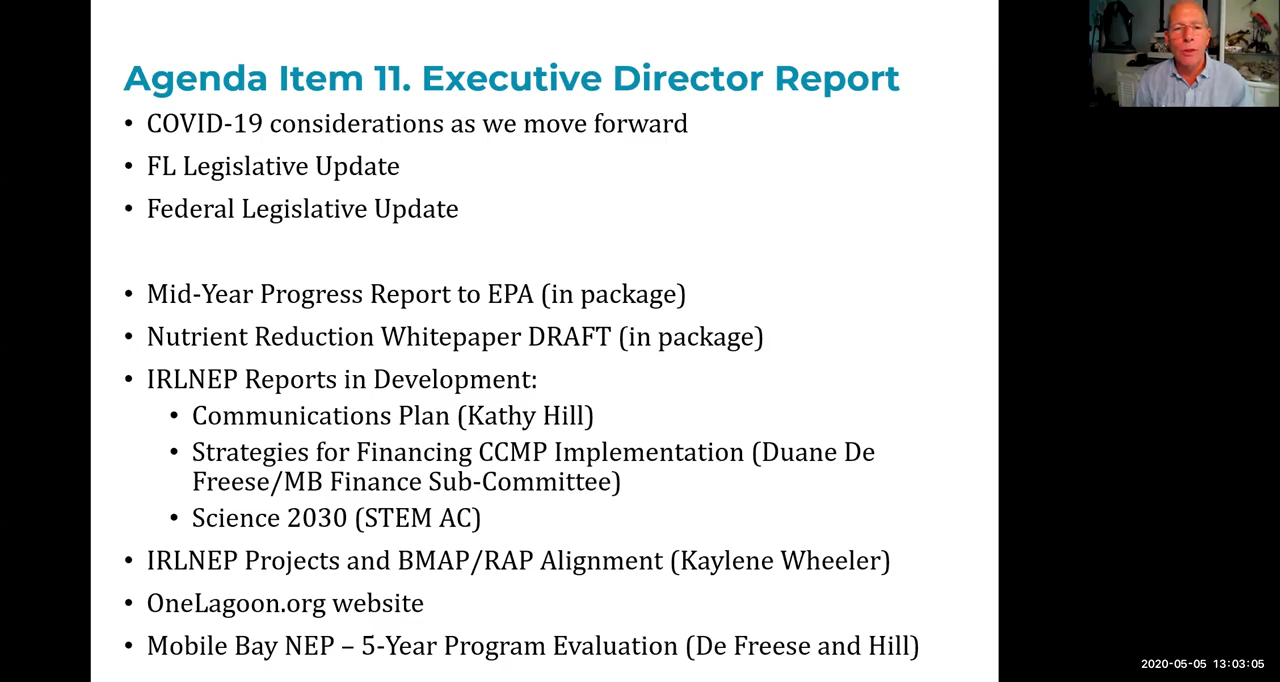 Agenda Item 11. Executive Director Report
• COVID-19 considerations as we move forward
• FL Legislative Update
• Federal Legislative Update
• Mid-Year Progress Report to EPA (in package)
• Nutrient Reduction Whitepaper DRAFT (in package)
• IRLNEP Reports in Development:
• Communications Plan (Kathy Hill)
• Strategies for Financing CCMP Implementation (Duane De
Freese/MB Finance Sub-Committee)
• Science 2030 (STEM AC)
• IRLNEP Projects and BMAP/RAP Alignment (Kaylene Wheeler)
• OneLagoon.org website
• Mobile Bay NEP – 5-Year Program Evaluation (De Freese and Hill)
2020-05-05 13:03:05